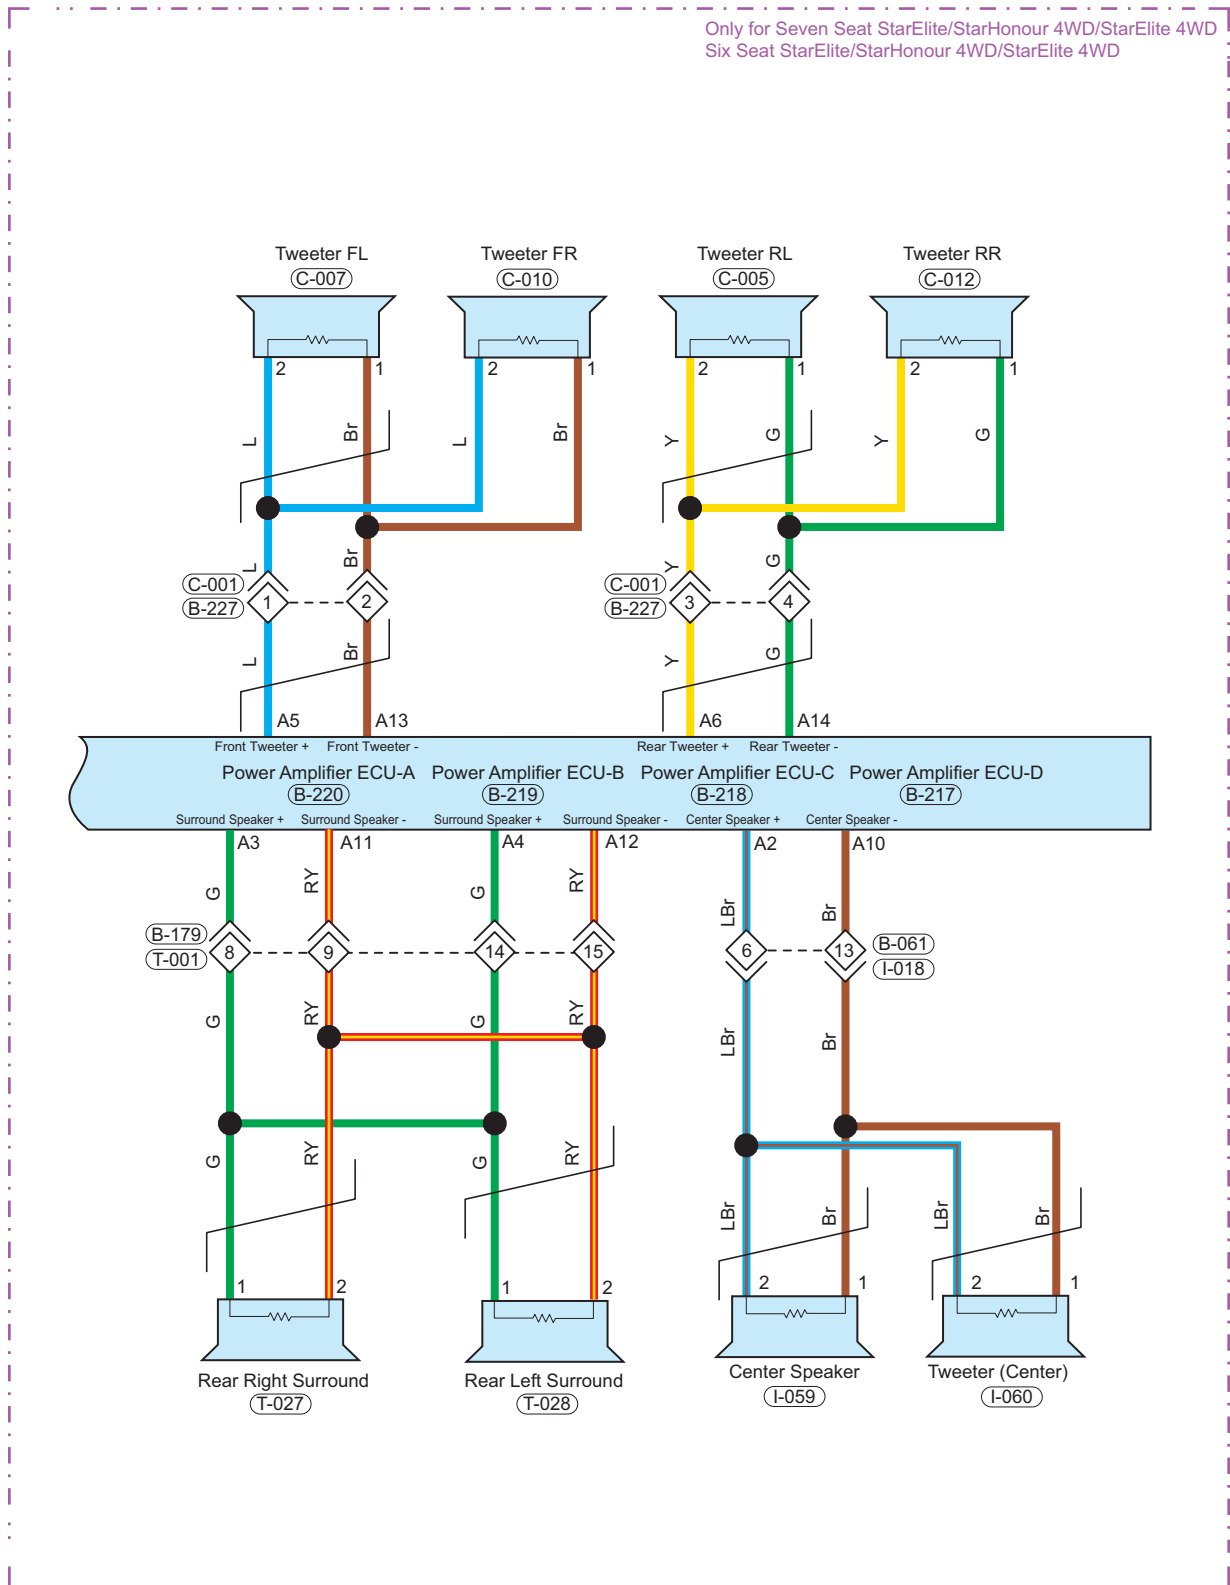 Only for Seven Seat StarElite/StarHonour 4WD/StarElite 4WD
Six Seat StarElite/StarHonour 4WD/StarElite 4WD
Tweeter FL Tweeter FR Tweeter RL Tweeter RR
C-007 C-010 C-005 C-012
2 1 2 1 2 1 2 1
L Br L Br Y G Y G
L Br Y G
C-001 C-001
B-227 1 2 B-227 3 4
L Br Y G
A5 A13 A6 A14
Front Tweeter + Front Tweeter - Rear Tweeter + Rear Tweeter -
Power Amplifier ECU-A Power Amplifier ECU-B Power Amplifier ECU-C Power Amplifier ECU-D
B-220 B-219 B-218 B-217
Surround Speaker + Surround Speaker - Surround Speaker + Surround Speaker - Center Speaker + Center Speaker -
A3 A11 A4 A12 A2 A10
G RY G RY LBr Br
B-179 B-061
T-001 8 9 14 15 6 13 I-018
G RY G RY LBr Br
G RY G RY LBr Br LBr Br
1 2 1 2 2 1 2 1
Rear Right Surround Rear Left Surround Center Speaker Tweeter (Center)
T-027 T-028 I-059 I-060